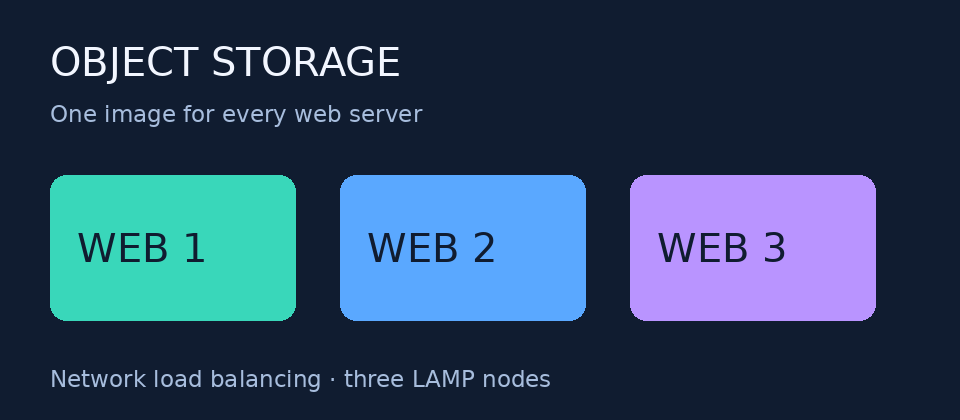 OBJECT STORAGE
One image for every web server
WEB 1
WEB 2
WEB 3
Network load balancing · three LAMP nodes